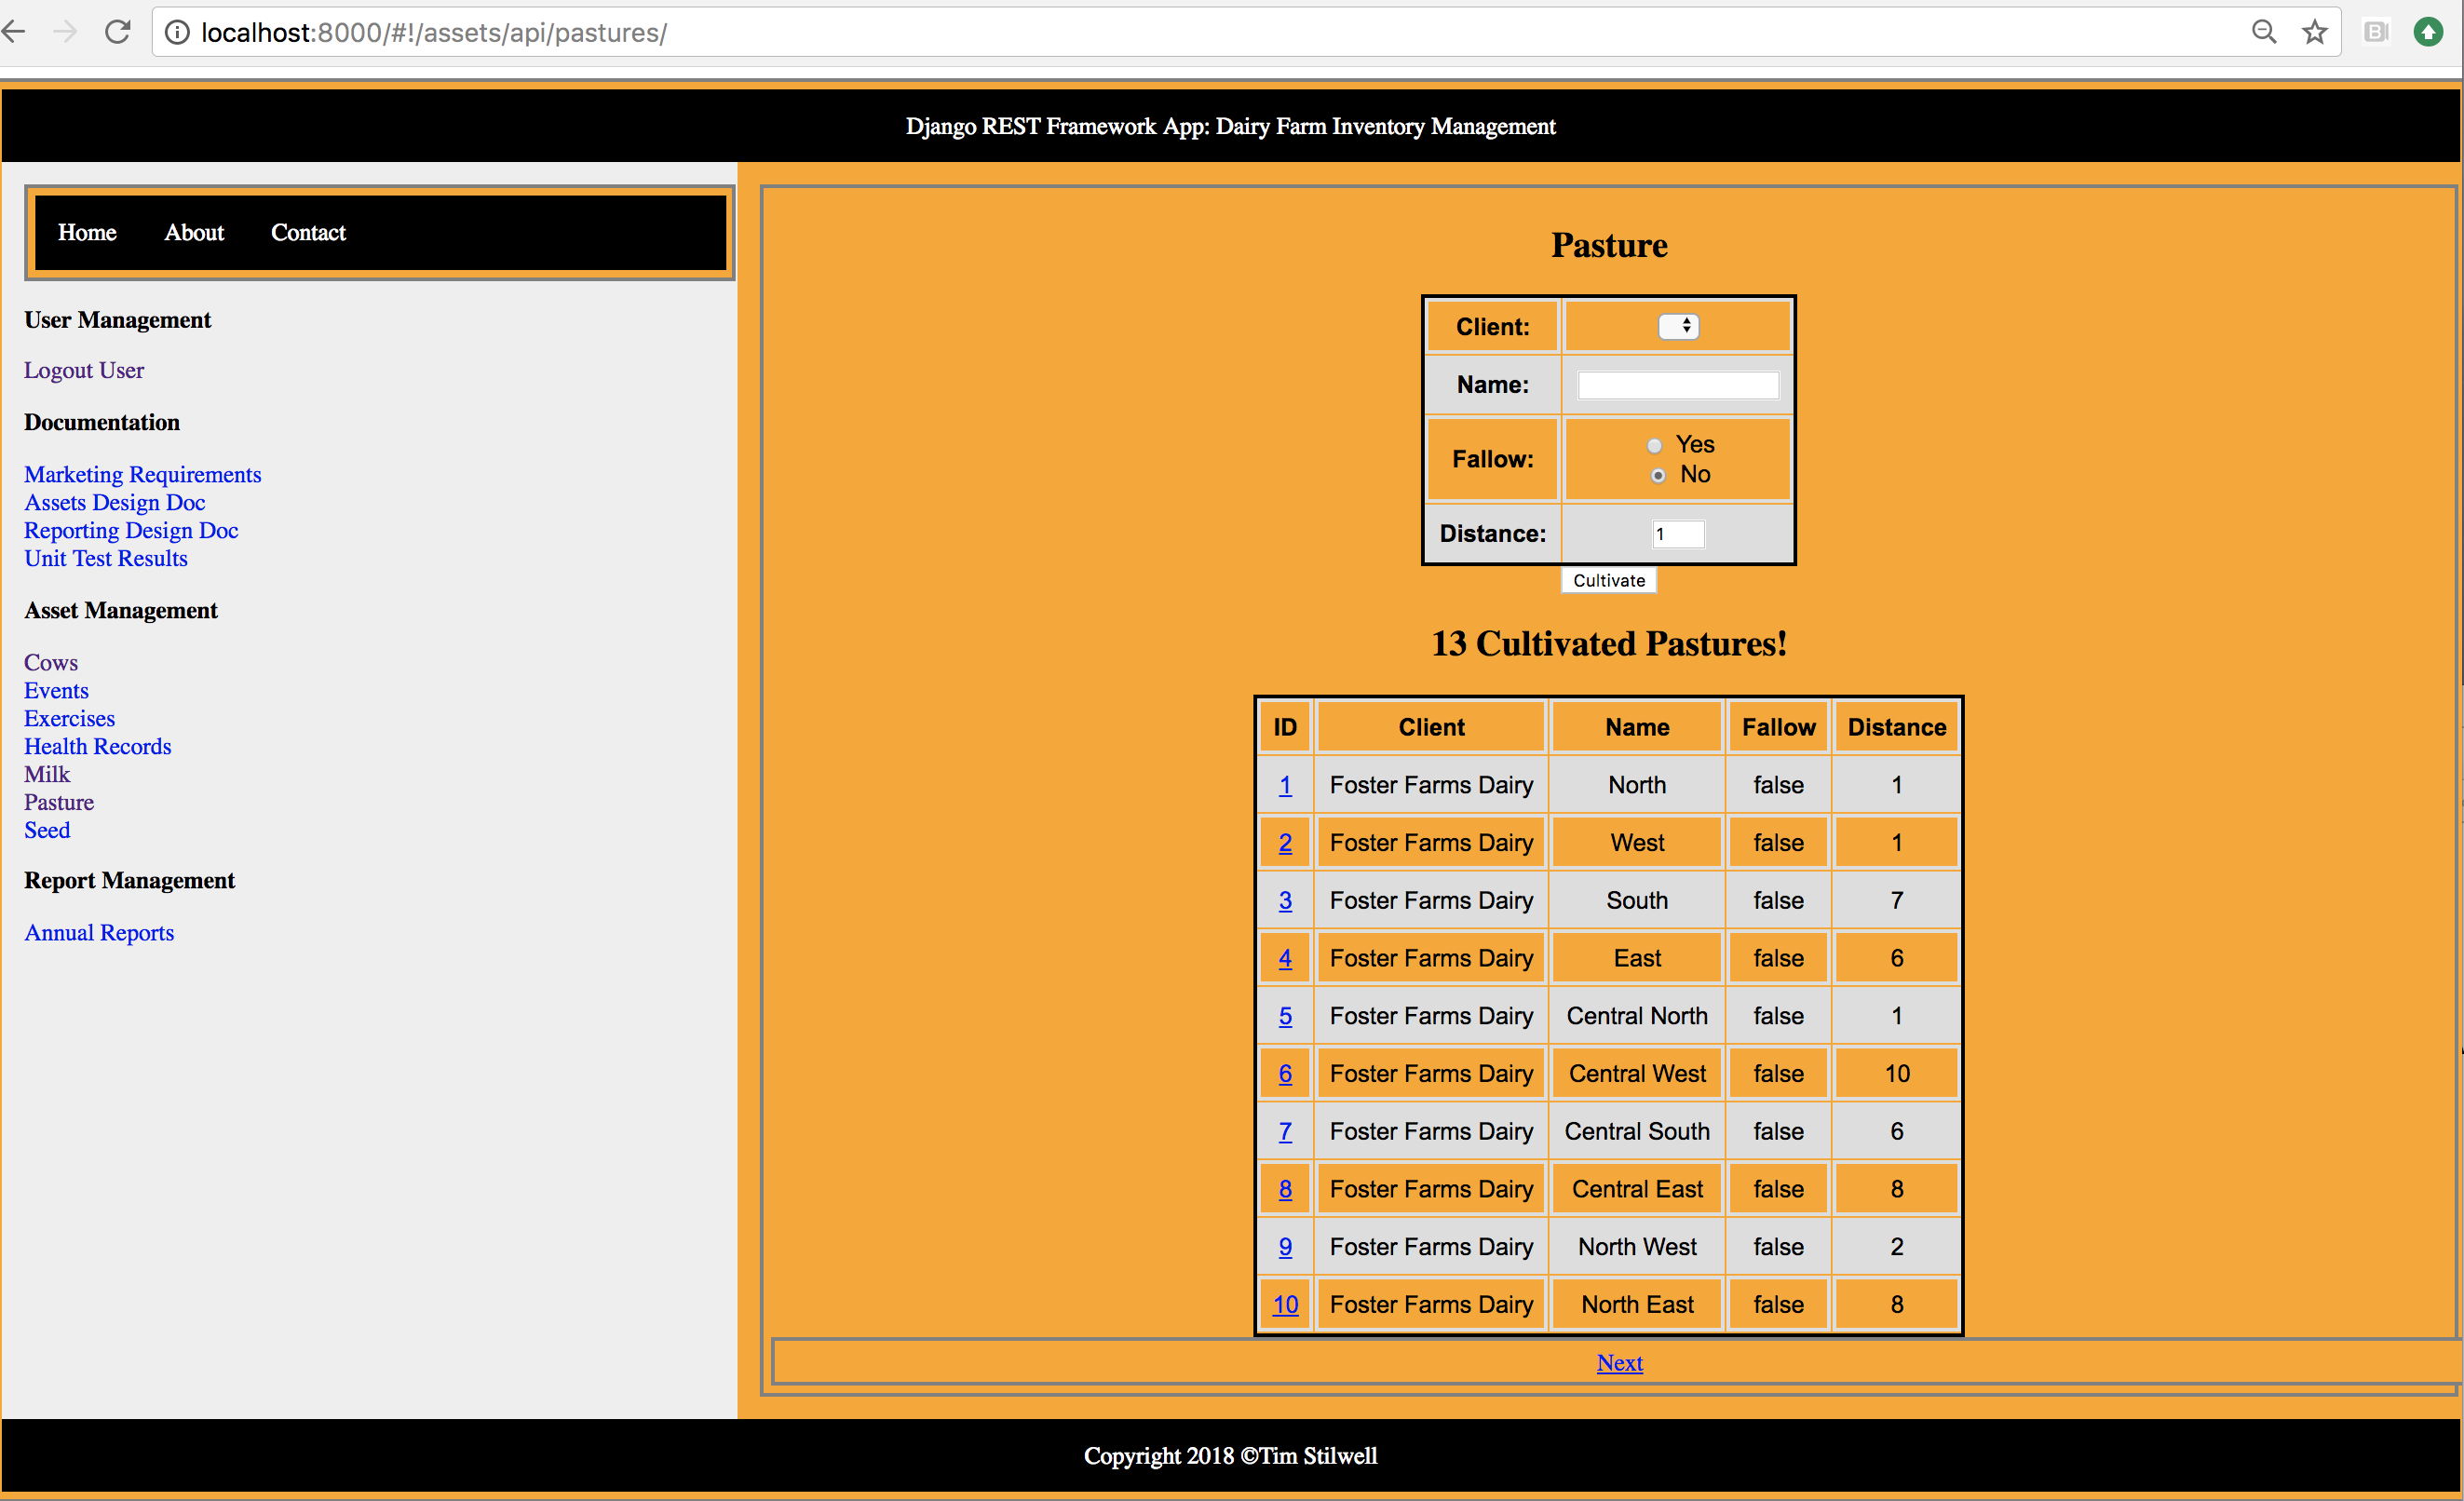 localhost:8000/#!/assets/api/pastures/
Django REST Framework App: Dairy Farm Inventory Management
Home About Contact
User Management
Logout User
Documentation
Marketing Requirements
Assets Design Doc
Reporting Design Doc
Unit Test Results
Asset Management
Cows
Events
Exercises
Health Records
Milk
Pasture
Seed
Report Management
Annual Reports
Pasture
Client:
Name:
Fallow: Yes
No
Distance: 1
Cultivate
13 Cultivated Pastures!
ID Client Name Fallow Distance
1 Foster Farms Dairy North false 1
2 Foster Farms Dairy West false 1
3 Foster Farms Dairy South false 7
4 Foster Farms Dairy East false 6
5 Foster Farms Dairy Central North false 1
6 Foster Farms Dairy Central West false 10
7 Foster Farms Dairy Central South false 6
8 Foster Farms Dairy Central East false 8
9 Foster Farms Dairy North West false 2
10 Foster Farms Dairy North East false 8
Next
Copyright 2018 ©Tim Stilwell